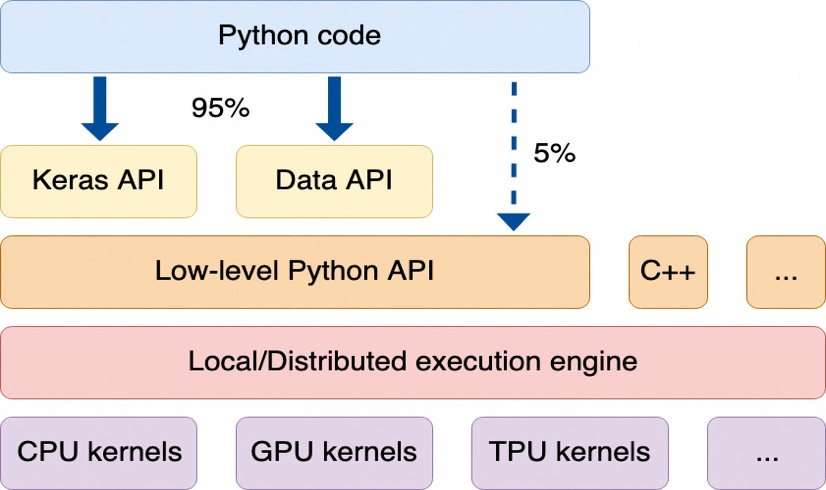 Python code
95%
5%
Keras API
Data API
Low-level Python API
C++
...
Local/Distributed execution engine
CPU kernels
GPU kernels
TPU kernels
...